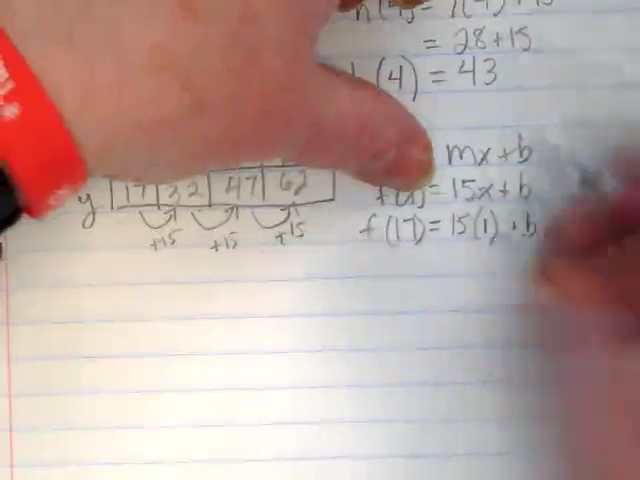 = 28+15
(4) = 43
mx+b
y 17 32 47 62
f(x)= 15x+b
+15 +15 +15
f(17)= 15(1) + b